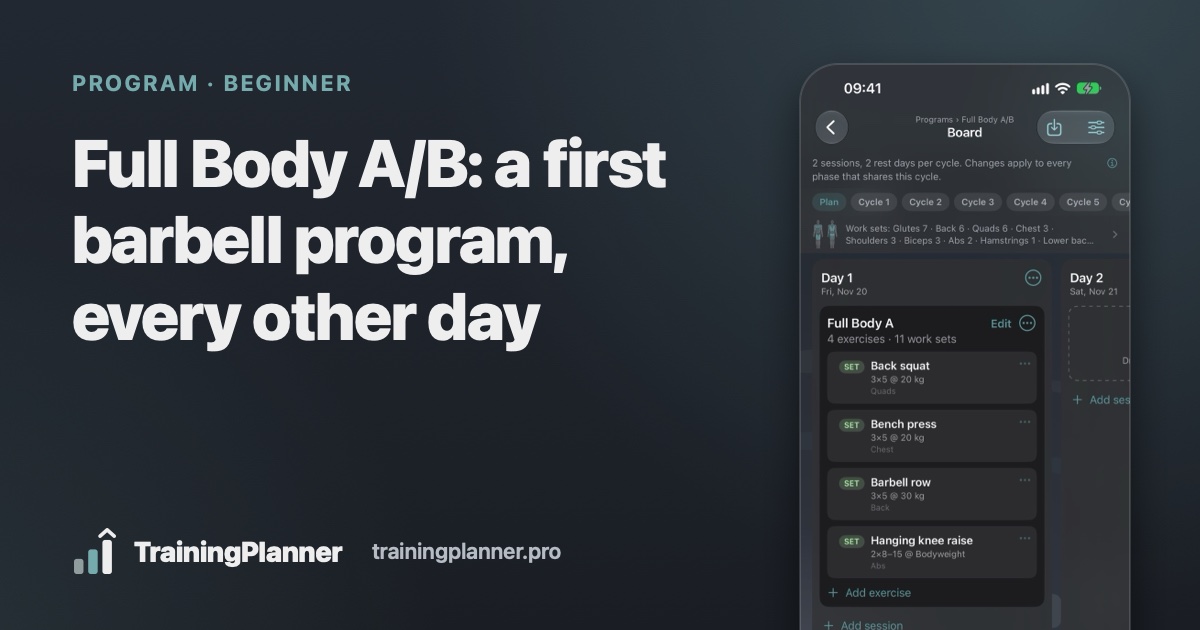 PROGRAM · BEGINNER
Full Body A/B: a first
barbell program,
every other day
TrainingPlanner
trainingplanner.pro
09:41
Programs › Full Body A/B
Board
2 sessions, 2 rest days per cycle. Changes apply to every
phase that shares this cycle.
Plan
Cycle 1
Cycle 2
Cycle 3
Cycle 4
Cycle 5
Cy
Work sets: Glutes 7 · Back 6 · Quads 6 · Chest 3 ·
Shoulders 3 · Biceps 3 · Abs 2 · Hamstrings 1 · Lower bac...
Day 1
Fri, Nov 20
Full Body A
Edit
4 exercises · 11 work sets
SET
Back squat
3×5 @ 20 kg
Quads
SET
Bench press
3×5 @ 20 kg
Chest
SET
Barbell row
3×5 @ 30 kg
Back
SET
Hanging knee raise
2×8–15 @ Bodyweight
Abs
+ Add exercise
+ Add session
Day 2
Sat, Nov 21
+ Add ses